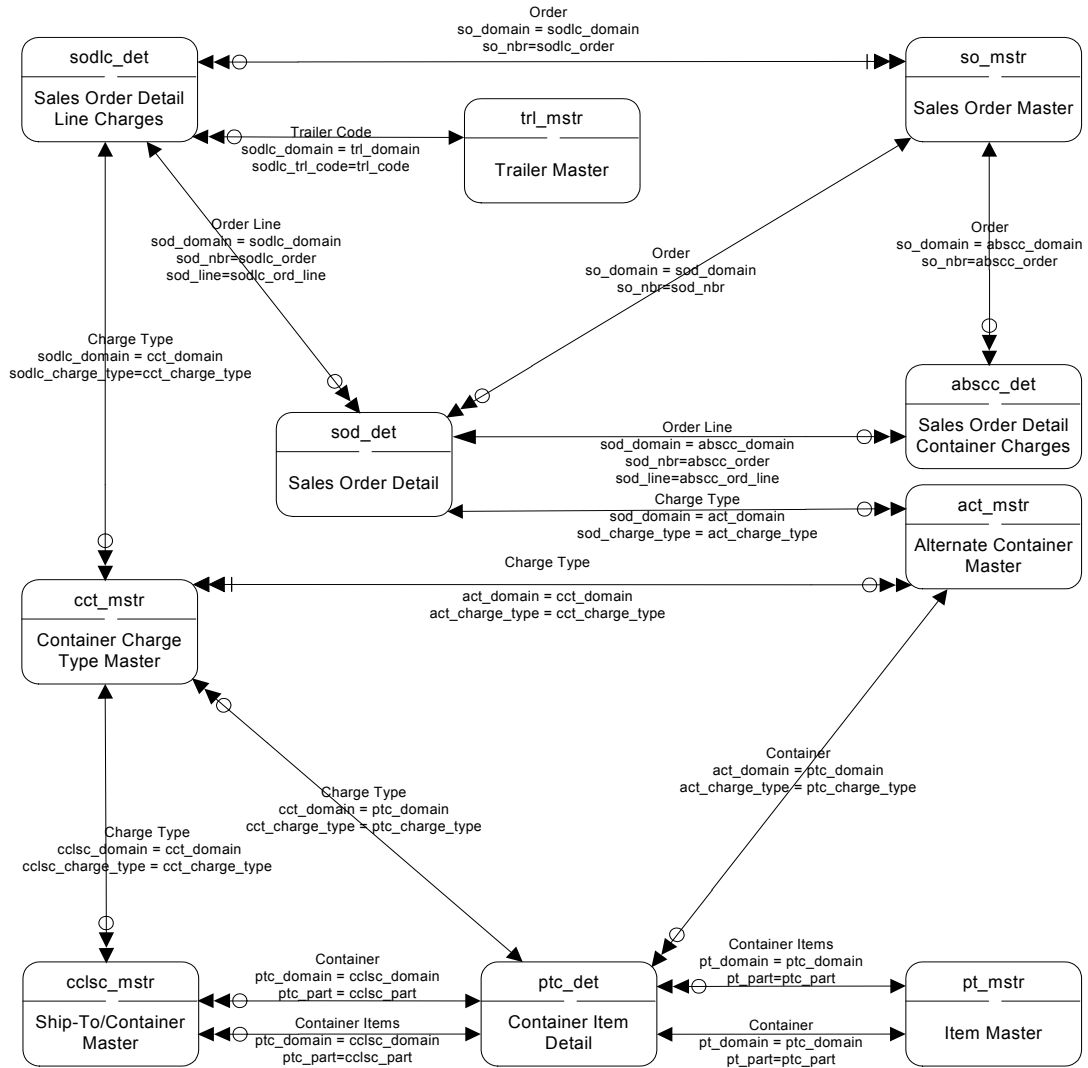 Order
so_domain = sodlc_domain
so_nbr=sodlc_order
sodlc_det
Sales Order Detail
Line Charges
so_mstr
Sales Order Master
trl_mstr
Trailer Master
Trailer Code
sodlc_domain = trl_domain
sodlc_trl_code=trl_code
Order Line
sod_domain = sodlc_domain
sod_nbr=sodlc_order
sod_line=sodlc_ord_line
Order
so_domain = sod_domain
so_nbr=sod_nbr
Order
so_domain = abscc_domain
so_nbr=abscc_order
Charge Type
sodlc_domain = cct_domain
sodlc_charge_type=cct_charge_type
sod_det
Sales Order Detail
Order Line
sod_domain = abscc_domain
sod_nbr=abscc_order
sod_line=abscc_ord_line
abscc_det
Sales Order Detail
Container Charges
Charge Type
sod_domain = act_domain
sod_charge_type = act_charge_type
act_mstr
Alternate Container
Master
Charge Type
act_domain = cct_domain
act_charge_type = cct_charge_type
cct_mstr
Container Charge
Type Master
Container
act_domain = ptc_domain
act_charge_type = ptc_charge_type
Charge Type
cct_domain = ptc_domain
cct_charge_type = ptc_charge_type
Charge Type
cclsc_domain = cct_domain
cclsc_charge_type = cct_charge_type
cclsc_mstr
Ship-To/Container
Master
Container
ptc_domain = cclsc_domain
ptc_part = cclsc_part
Container Items
ptc_domain = cclsc_domain
ptc_part=cclsc_part
ptc_det
Container Item
Detail
Container Items
pt_domain = ptc_domain
pt_part=ptc_part
Container
pt_domain = ptc_domain
pt_part=ptc_part
pt_mstr
Item Master